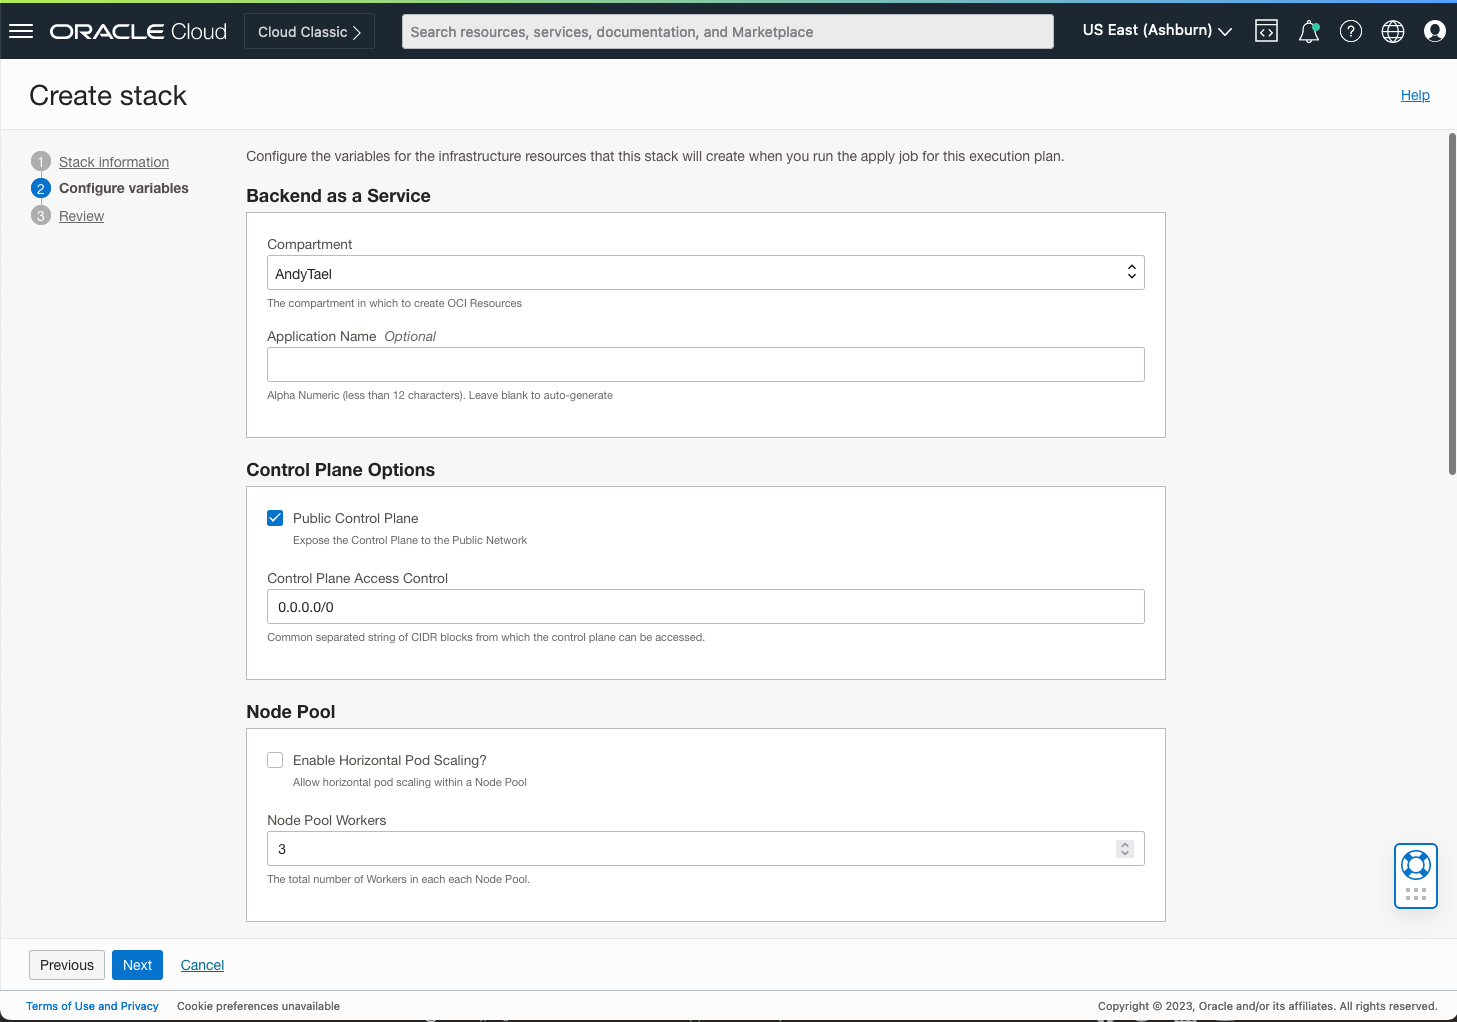 ORACLE Cloud
Cloud Classic
Search resources, services, documentation, and Marketplace
US East (Ashburn)
Create stack
Help
1 Stack information
2 Configure variables
3 Review
Configure the variables for the infrastructure resources that this stack will create when you run the apply job for this execution plan.
Backend as a Service
Compartment
AndyTael
The compartment in which to create OCI Resources
Application Name Optional
Alpha Numeric (less than 12 characters). Leave blank to auto-generate
Control Plane Options
Public Control Plane
Expose the Control Plane to the Public Network
Control Plane Access Control
0.0.0.0/0
Common separated string of CIDR blocks from which the control plane can be accessed.
Node Pool
Enable Horizontal Pod Scaling?
Allow horizontal pod scaling within a Node Pool
Node Pool Workers
3
The total number of Workers in each each Node Pool.
Previous
Next
Cancel
Terms of Use and Privacy
Cookie preferences unavailable
Copyright © 2023, Oracle and/or its affiliates. All rights reserved.